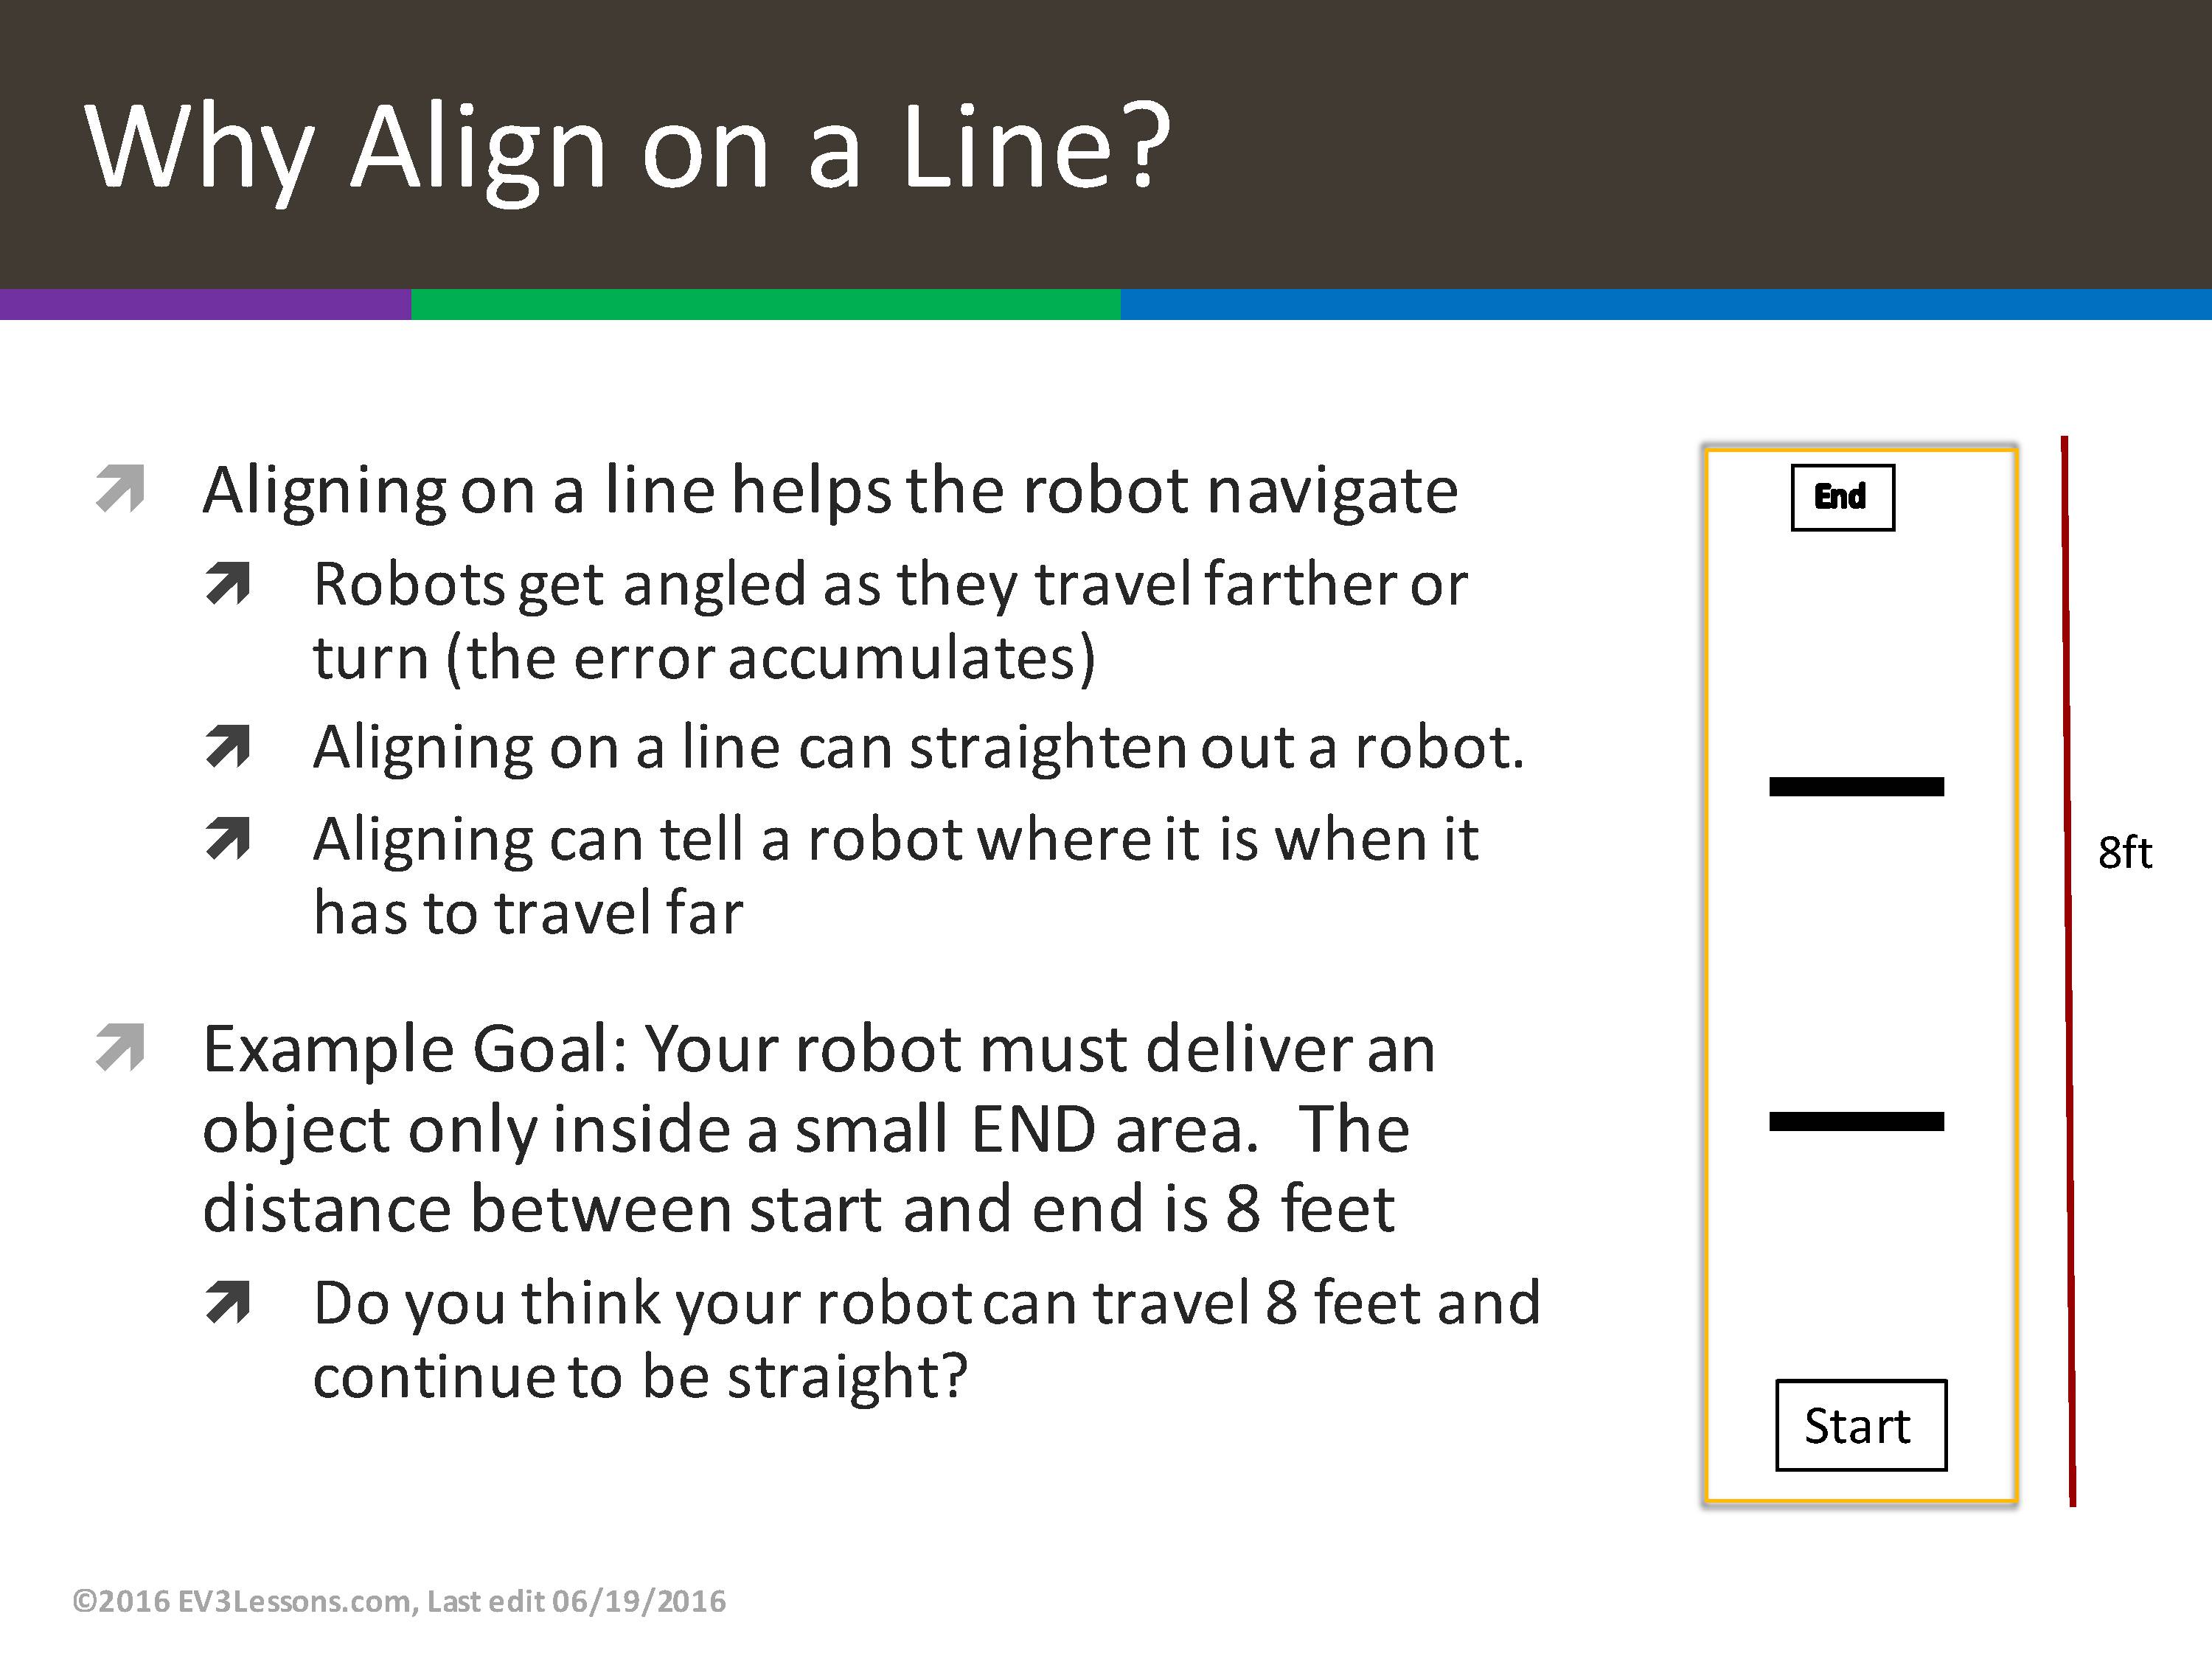 Why Align on a Line?
Aligning on a line helps the robot navigate
Robots get angled as they travel farther or
turn (the error accumulates)
Aligning on a line can straighten out a robot.
Aligning can tell a robot where it is when it
has to travel far
Example Goal: Your robot must deliver an
object only inside a small END area. The
distance between start and end is 8 feet
Do you think your robot can travel 8 feet and
continue to be straight?
End
8ft
Start
©2016 EV3Lessons.com, Last edit 06/19/2016